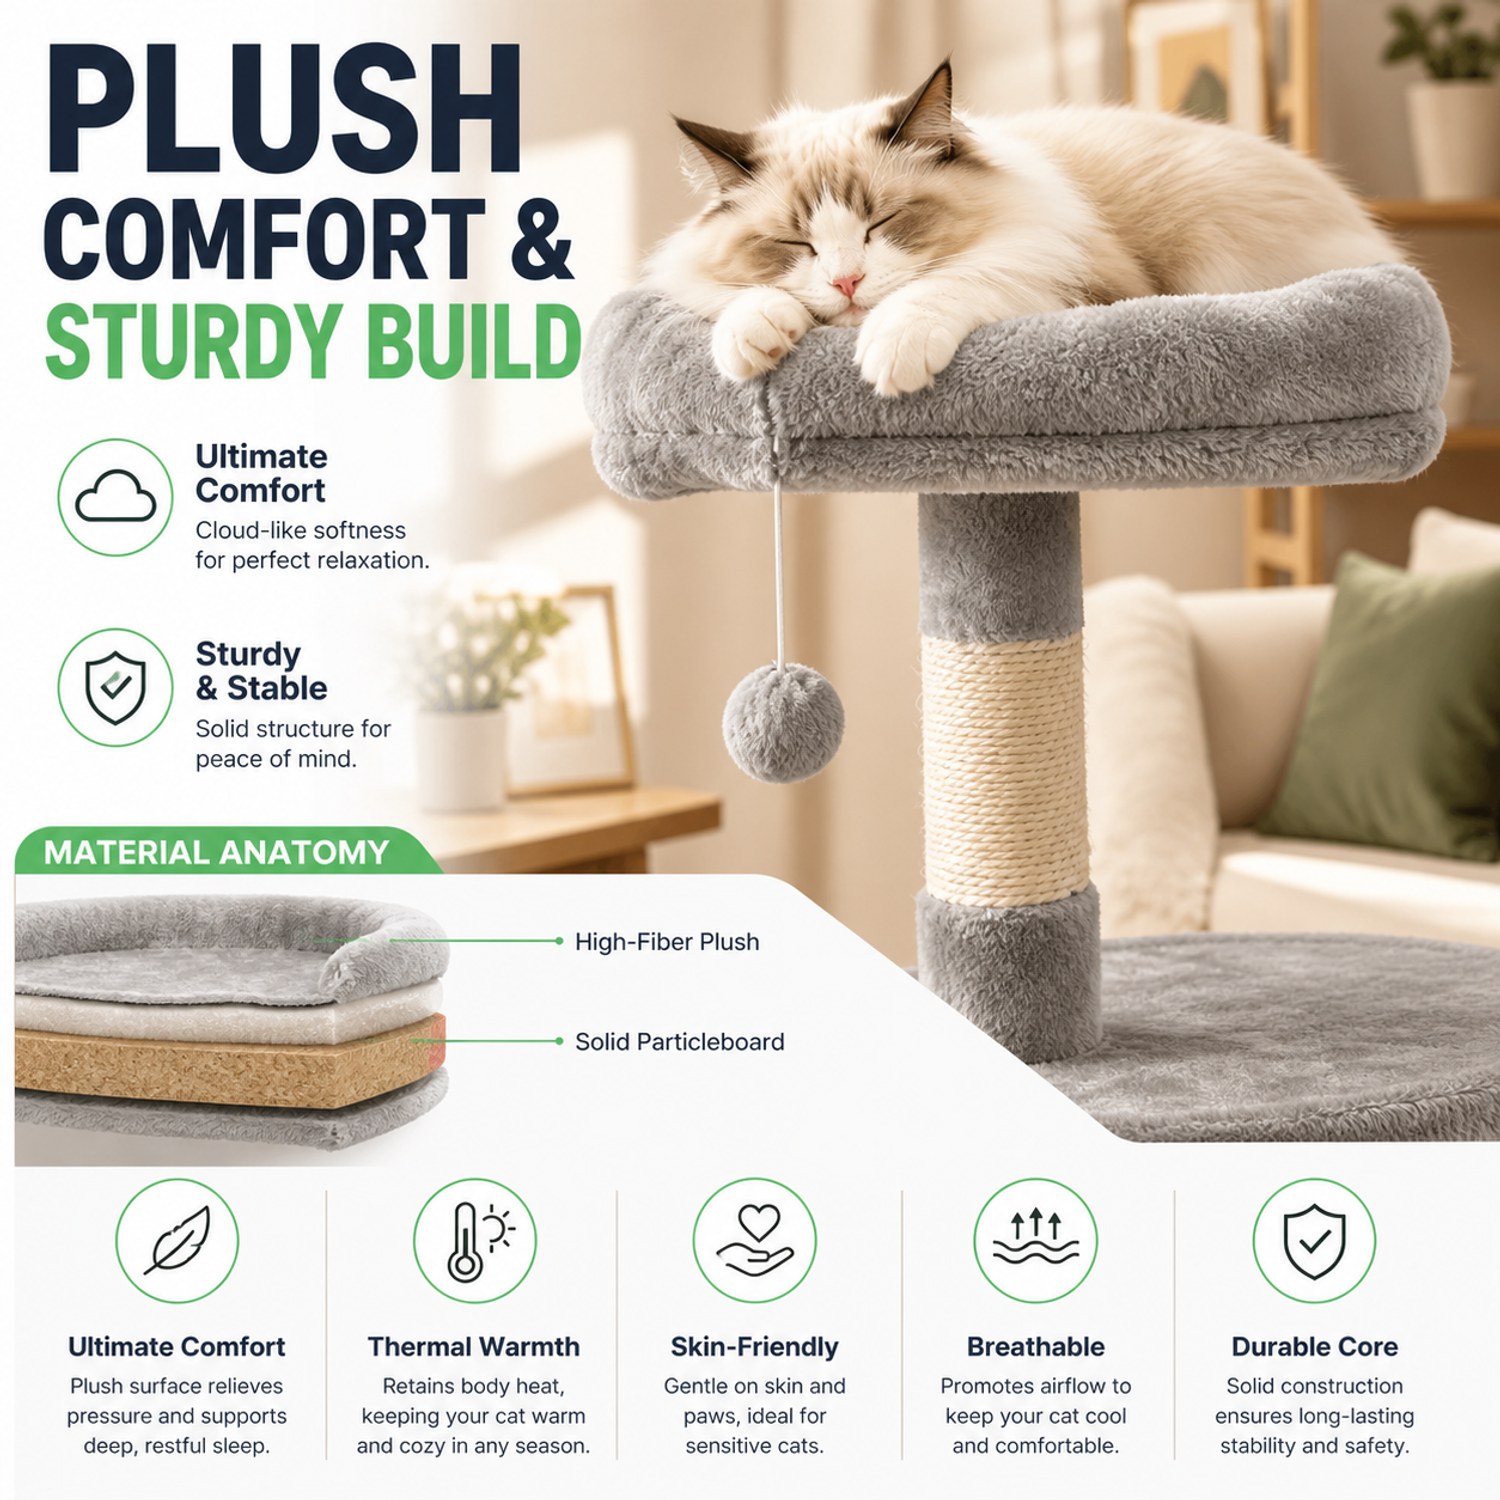 PLUSH
COMFORT &
STURDY BUILD
Ultimate
Comfort
Cloud-like softness
for perfect relaxation.
Sturdy
& Stable
Solid structure for
peace of mind.
MATERIAL ANATOMY
High-Fiber Plush
Solid Particleboard
Ultimate Comfort
Plush surface relieves
pressure and supports
deep, restful sleep.
Thermal Warmth
Retains body heat,
keeping your cat warm
and cozy in any season.
Skin-Friendly
Gentle on skin and
paws, ideal for
sensitive cats.
Breathable
Promotes airflow to
keep your cat cool
and comfortable.
Durable Core
Solid construction
ensures long-lasting
stability and safety.